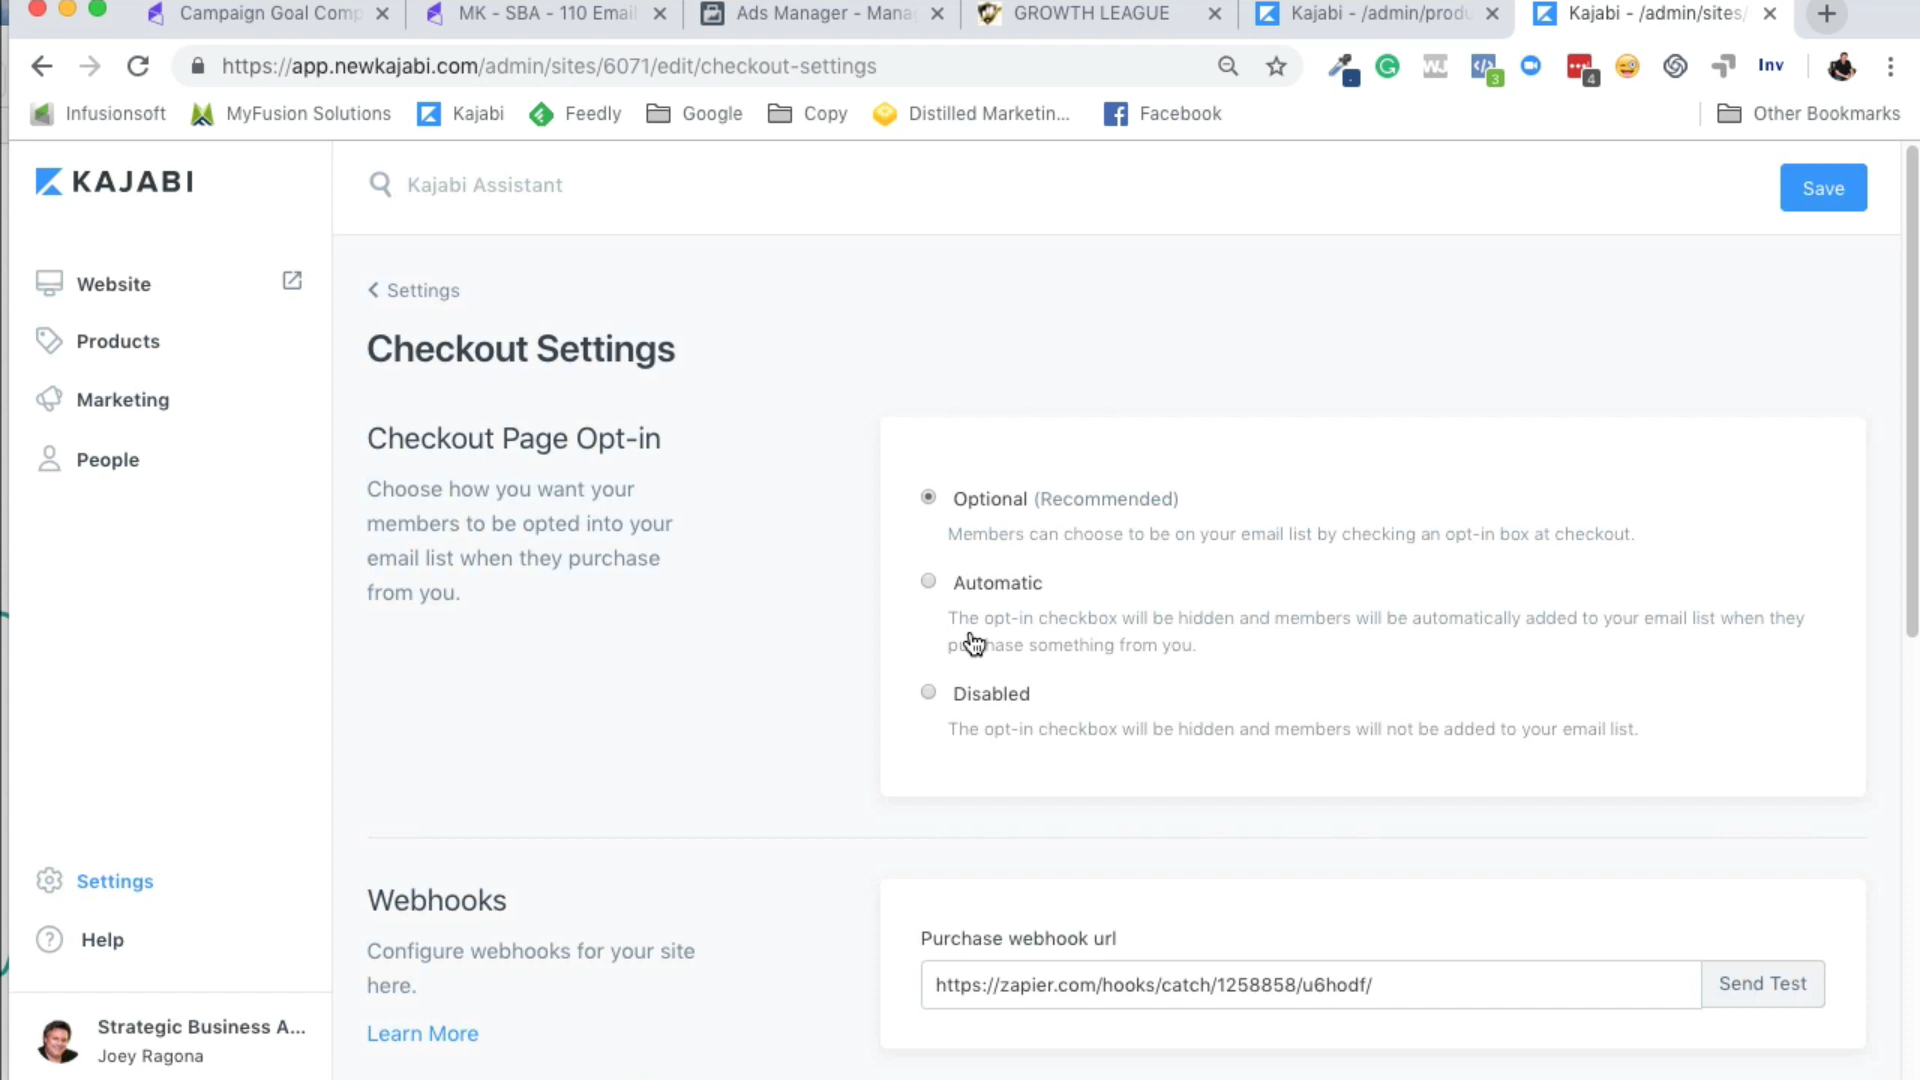 Campaign Goal Comp
MK - SBA - 110 Email
Ads Manager - Mana
GROWTH LEAGUE
Kajabi - /admin/produ
Kajabi - /admin/sites/
https://app.newkajabi.com/admin/sites/6071/edit/checkout-settings
3
4
Inv
Infusionsoft
MyFusion Solutions
Kajabi
Feedly
Google
Copy
Distilled Marketin...
Facebook
Other Bookmarks
KAJABI
Kajabi Assistant
Save
Website
Products
Marketing
People
Settings
Help
Strategic Business A...
Joey Ragona
Settings
Checkout Settings
Checkout Page Opt-in
Choose how you want your
members to be opted into your
email list when they purchase
from you.
Optional (Recommended)
Members can choose to be on your email list by checking an opt-in box at checkout.
Automatic
The opt-in checkbox will be hidden and members will be automatically added to your email list when they
purchase something from you.
Disabled
The opt-in checkbox will be hidden and members will not be added to your email list.
Webhooks
Configure webhooks for your site
here.
Learn More
Purchase webhook url
https://zapier.com/hooks/catch/1258858/u6hodf/
Send Test